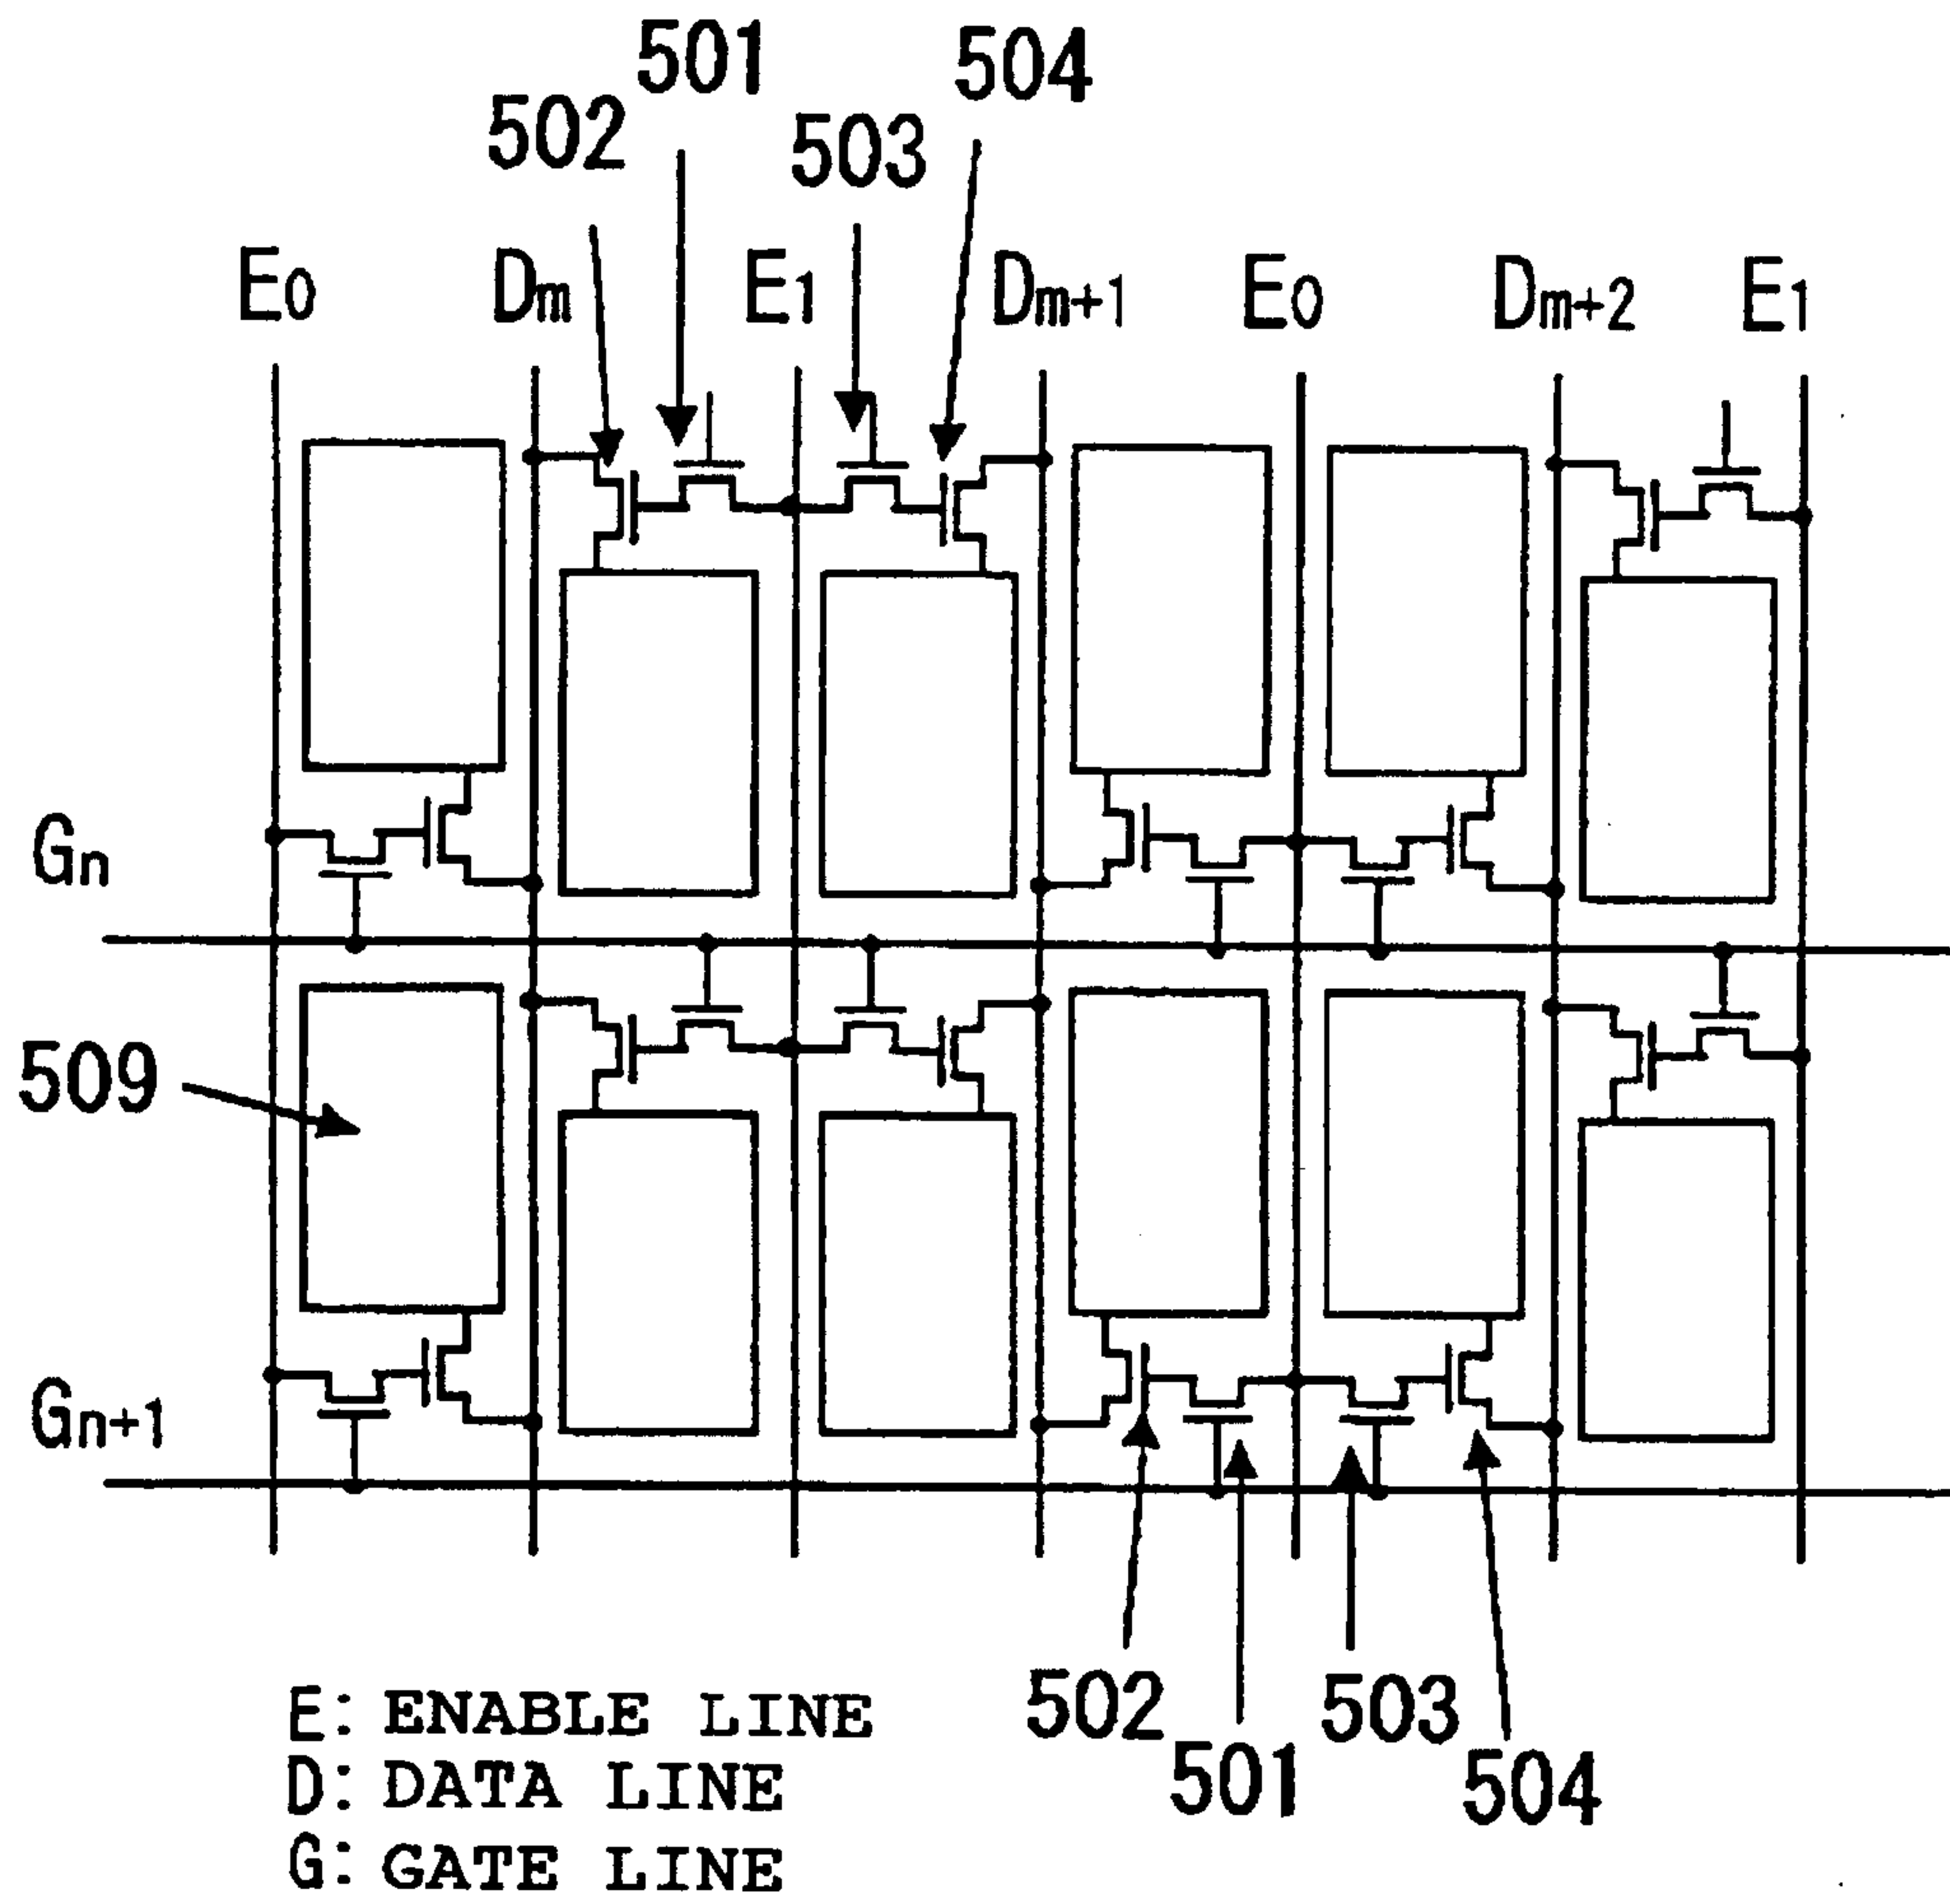 501
504
502
503
E0 Dm E1 Dm+1 E0 Dm+2 E1
Gn
509
Gn+1
502 503
501 504
E: ENABLE LINE
D: DATA LINE
G: GATE LINE